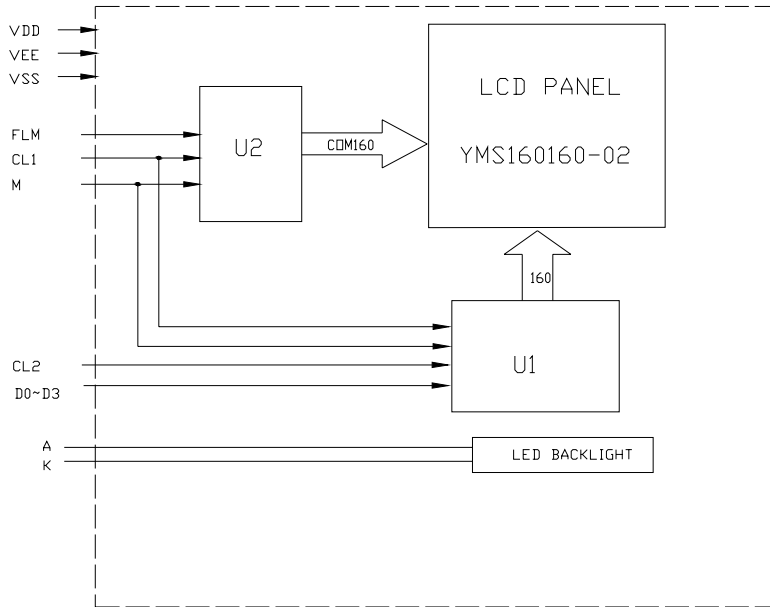 VDD
VEE
VSS
LCD PANEL
YMS160160-02
FLM
CL1
M
U2
COM160
160
U1
CL2
D0~D3
A
K
LED BACKLIGHT